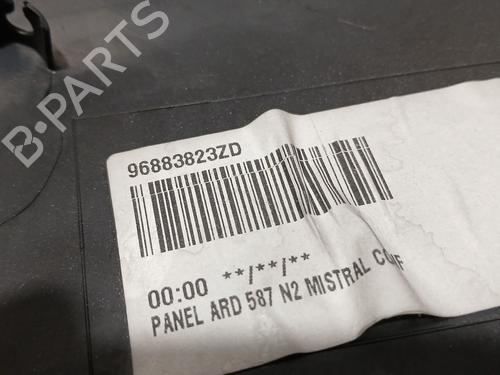 B-PARTS
96883823ZD
00:00 **/**/**
PANEL ARD 587 N2 MISTRAL